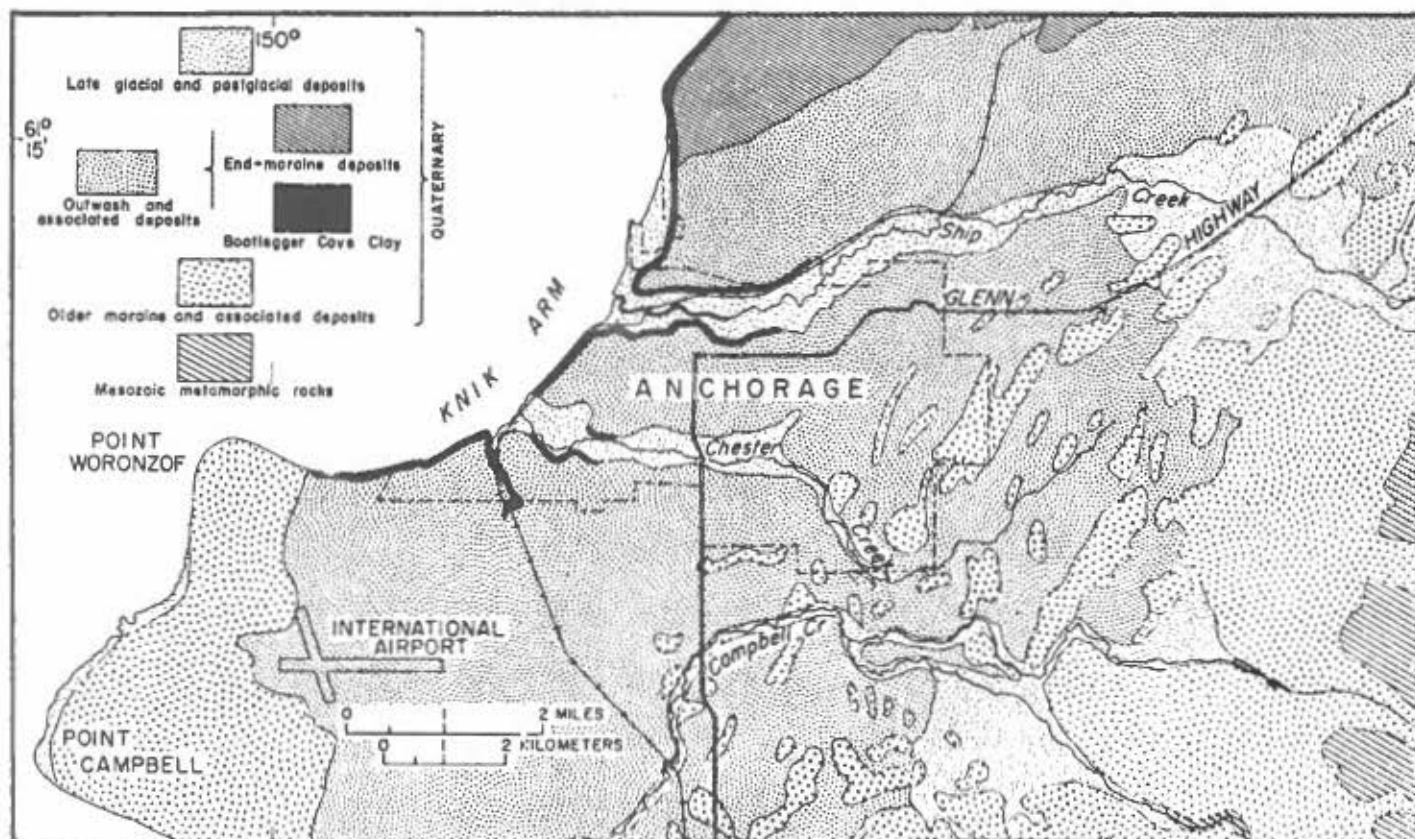 150°
Late glacial and postglacial deposits
61°
15'
End-moraine deposits
Outwash and
associated deposits
Bootlegger Cove Clay
QUATERNARY
Older moraine and associated deposits
Mesozoic metamorphic rocks
KNIK ARM
Ship
Creek
GLENN
HIGHWAY
ANCHORAGE
POINT
WORONZOF
Chester
Creek
INTERNATIONAL
AIRPORT
Campbell Cr
0 2 MILES
0 2 KILOMETERS
POINT
CAMPBELL